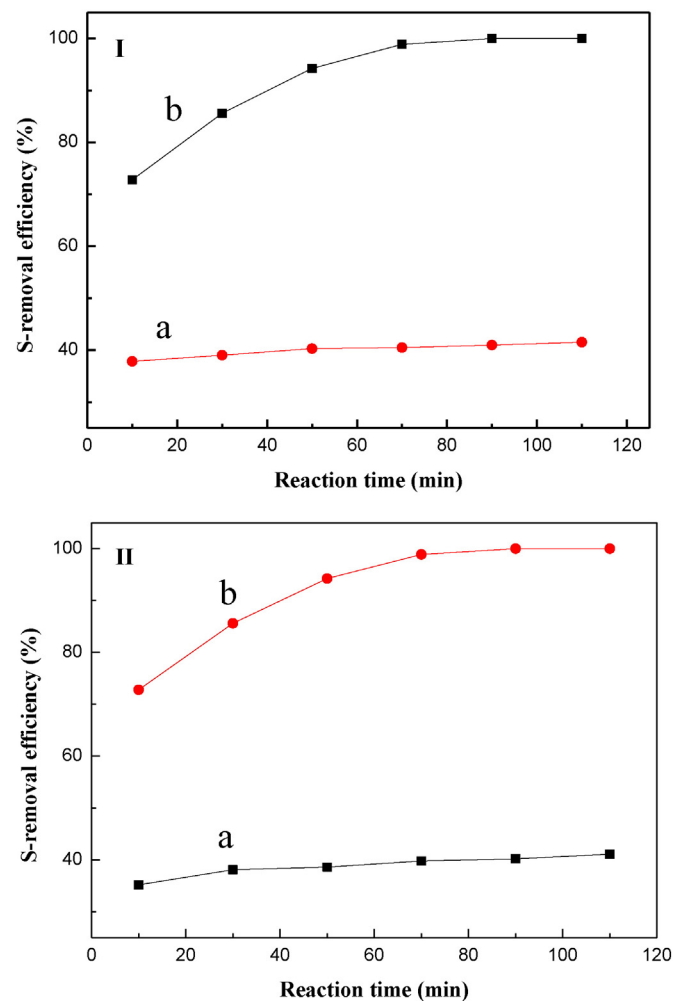 I
100
80
60
40
b
a
S-removal efficiency (%)
0 20 40 60 80 100 120
Reaction time (min)
II
100
80
60
40
b
a
S-removal efficiency (%)
0 20 40 60 80 100 120
Reaction time (min)